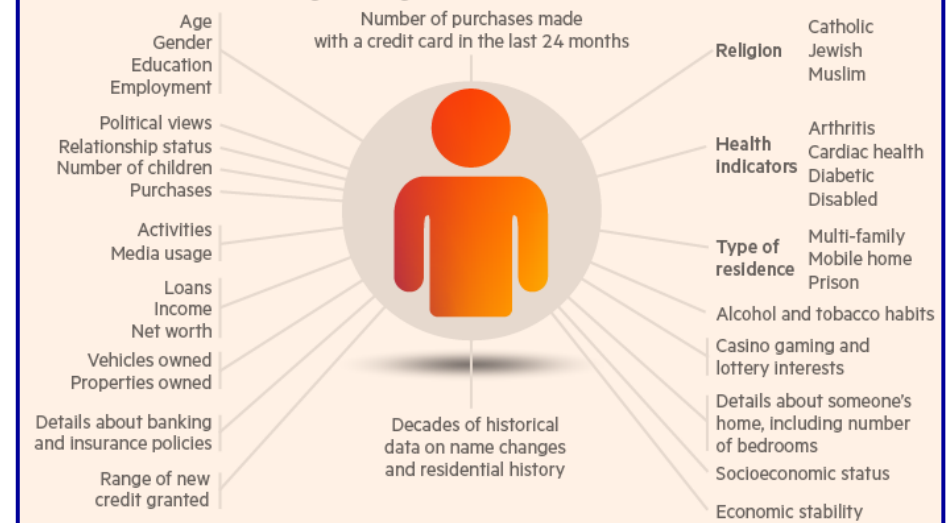 Number of purchases made
with a credit card in the last 24 months
Age
Gender
Education
Employment
Political views
Relationship status
Number of children
Purchases
Activities
Media usage
Loans
Income
Net worth
Vehicles owned
Properties owned
Details about banking
and insurance policies
Range of new
credit granted
Decades of historical
data on name changes
and residential history
Religion
Catholic
Jewish
Muslim
Health
Indicators
Arthritis
Cardiac health
Diabetic
Disabled
Type of
residence
Multi-family
Mobile home
Prison
Alcohol and tobacco habits
Casino gaming and
lottery interests
Details about someone's
home, including number
of bedrooms
Socioeconomic status
Economic stability